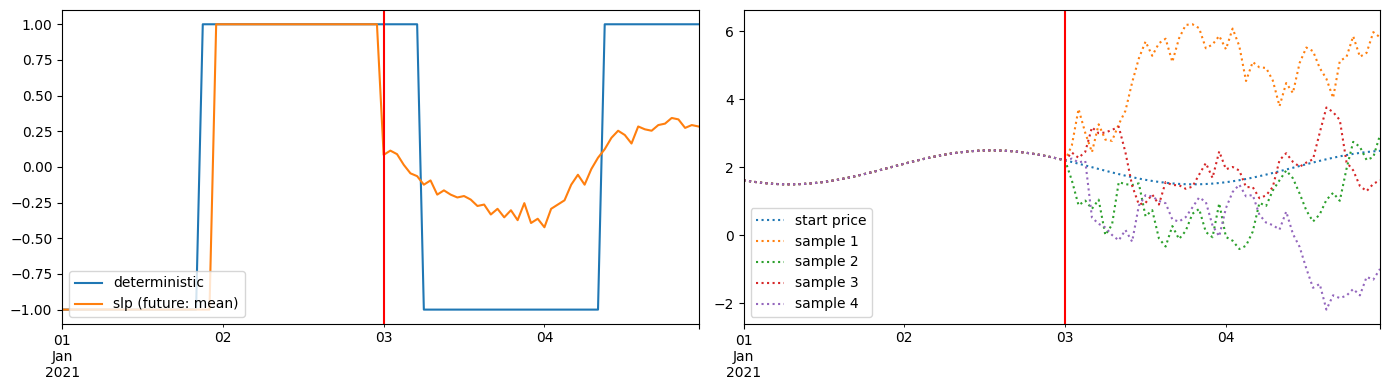 1.00
0.75
0.50
0.25
0.00
−0.25
−0.50
−0.75
−1.00
deterministic
slp (future: mean)
01
02
03
04
Jan
2021
6
4
2
0
−2
start price
sample 1
sample 2
sample 3
sample 4
01
02
03
04
Jan
2021